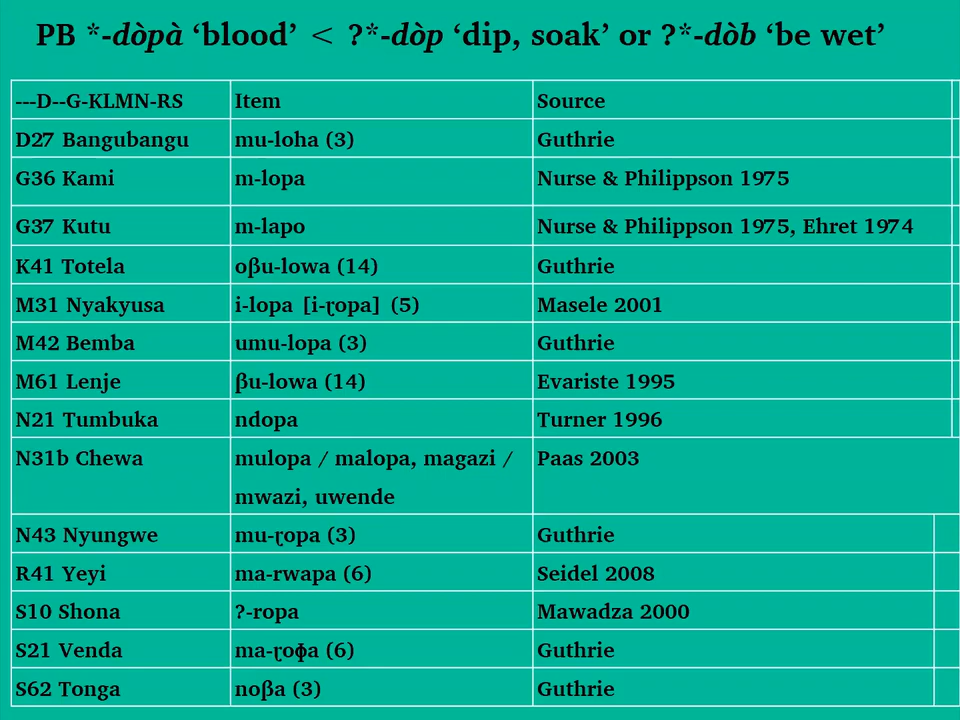 PB *-dòpà ‘blood’ < ?*-dòp ‘dip, soak’ or ?*-dòb ‘be wet’
---D--G-KLMN-RS Item Source
D27 Bangubangu mu-loha (3) Guthrie
G36 Kami m-lopa Nurse & Philippson 1975
G37 Kutu m-lapo Nurse & Philippson 1975, Ehret 1974
K41 Totela oβu-lowa (14) Guthrie
M31 Nyakyusa i-lopa [i-ɽopa] (5) Masele 2001
M42 Bemba umu-lopa (3) Guthrie
M61 Lenje βu-lowa (14) Evariste 1995
N21 Tumbuka ndopa Turner 1996
N31b Chewa mulopa / malopa, magazi / Paas 2003
mwazi, uwende
N43 Nyungwe mu-ɽopa (3) Guthrie
R41 Yeyi ma-rwapa (6) Seidel 2008
S10 Shona ?-ropa Mawadza 2000
S21 Venda ma-ɽoɸa (6) Guthrie
S62 Tonga noβa (3) Guthrie